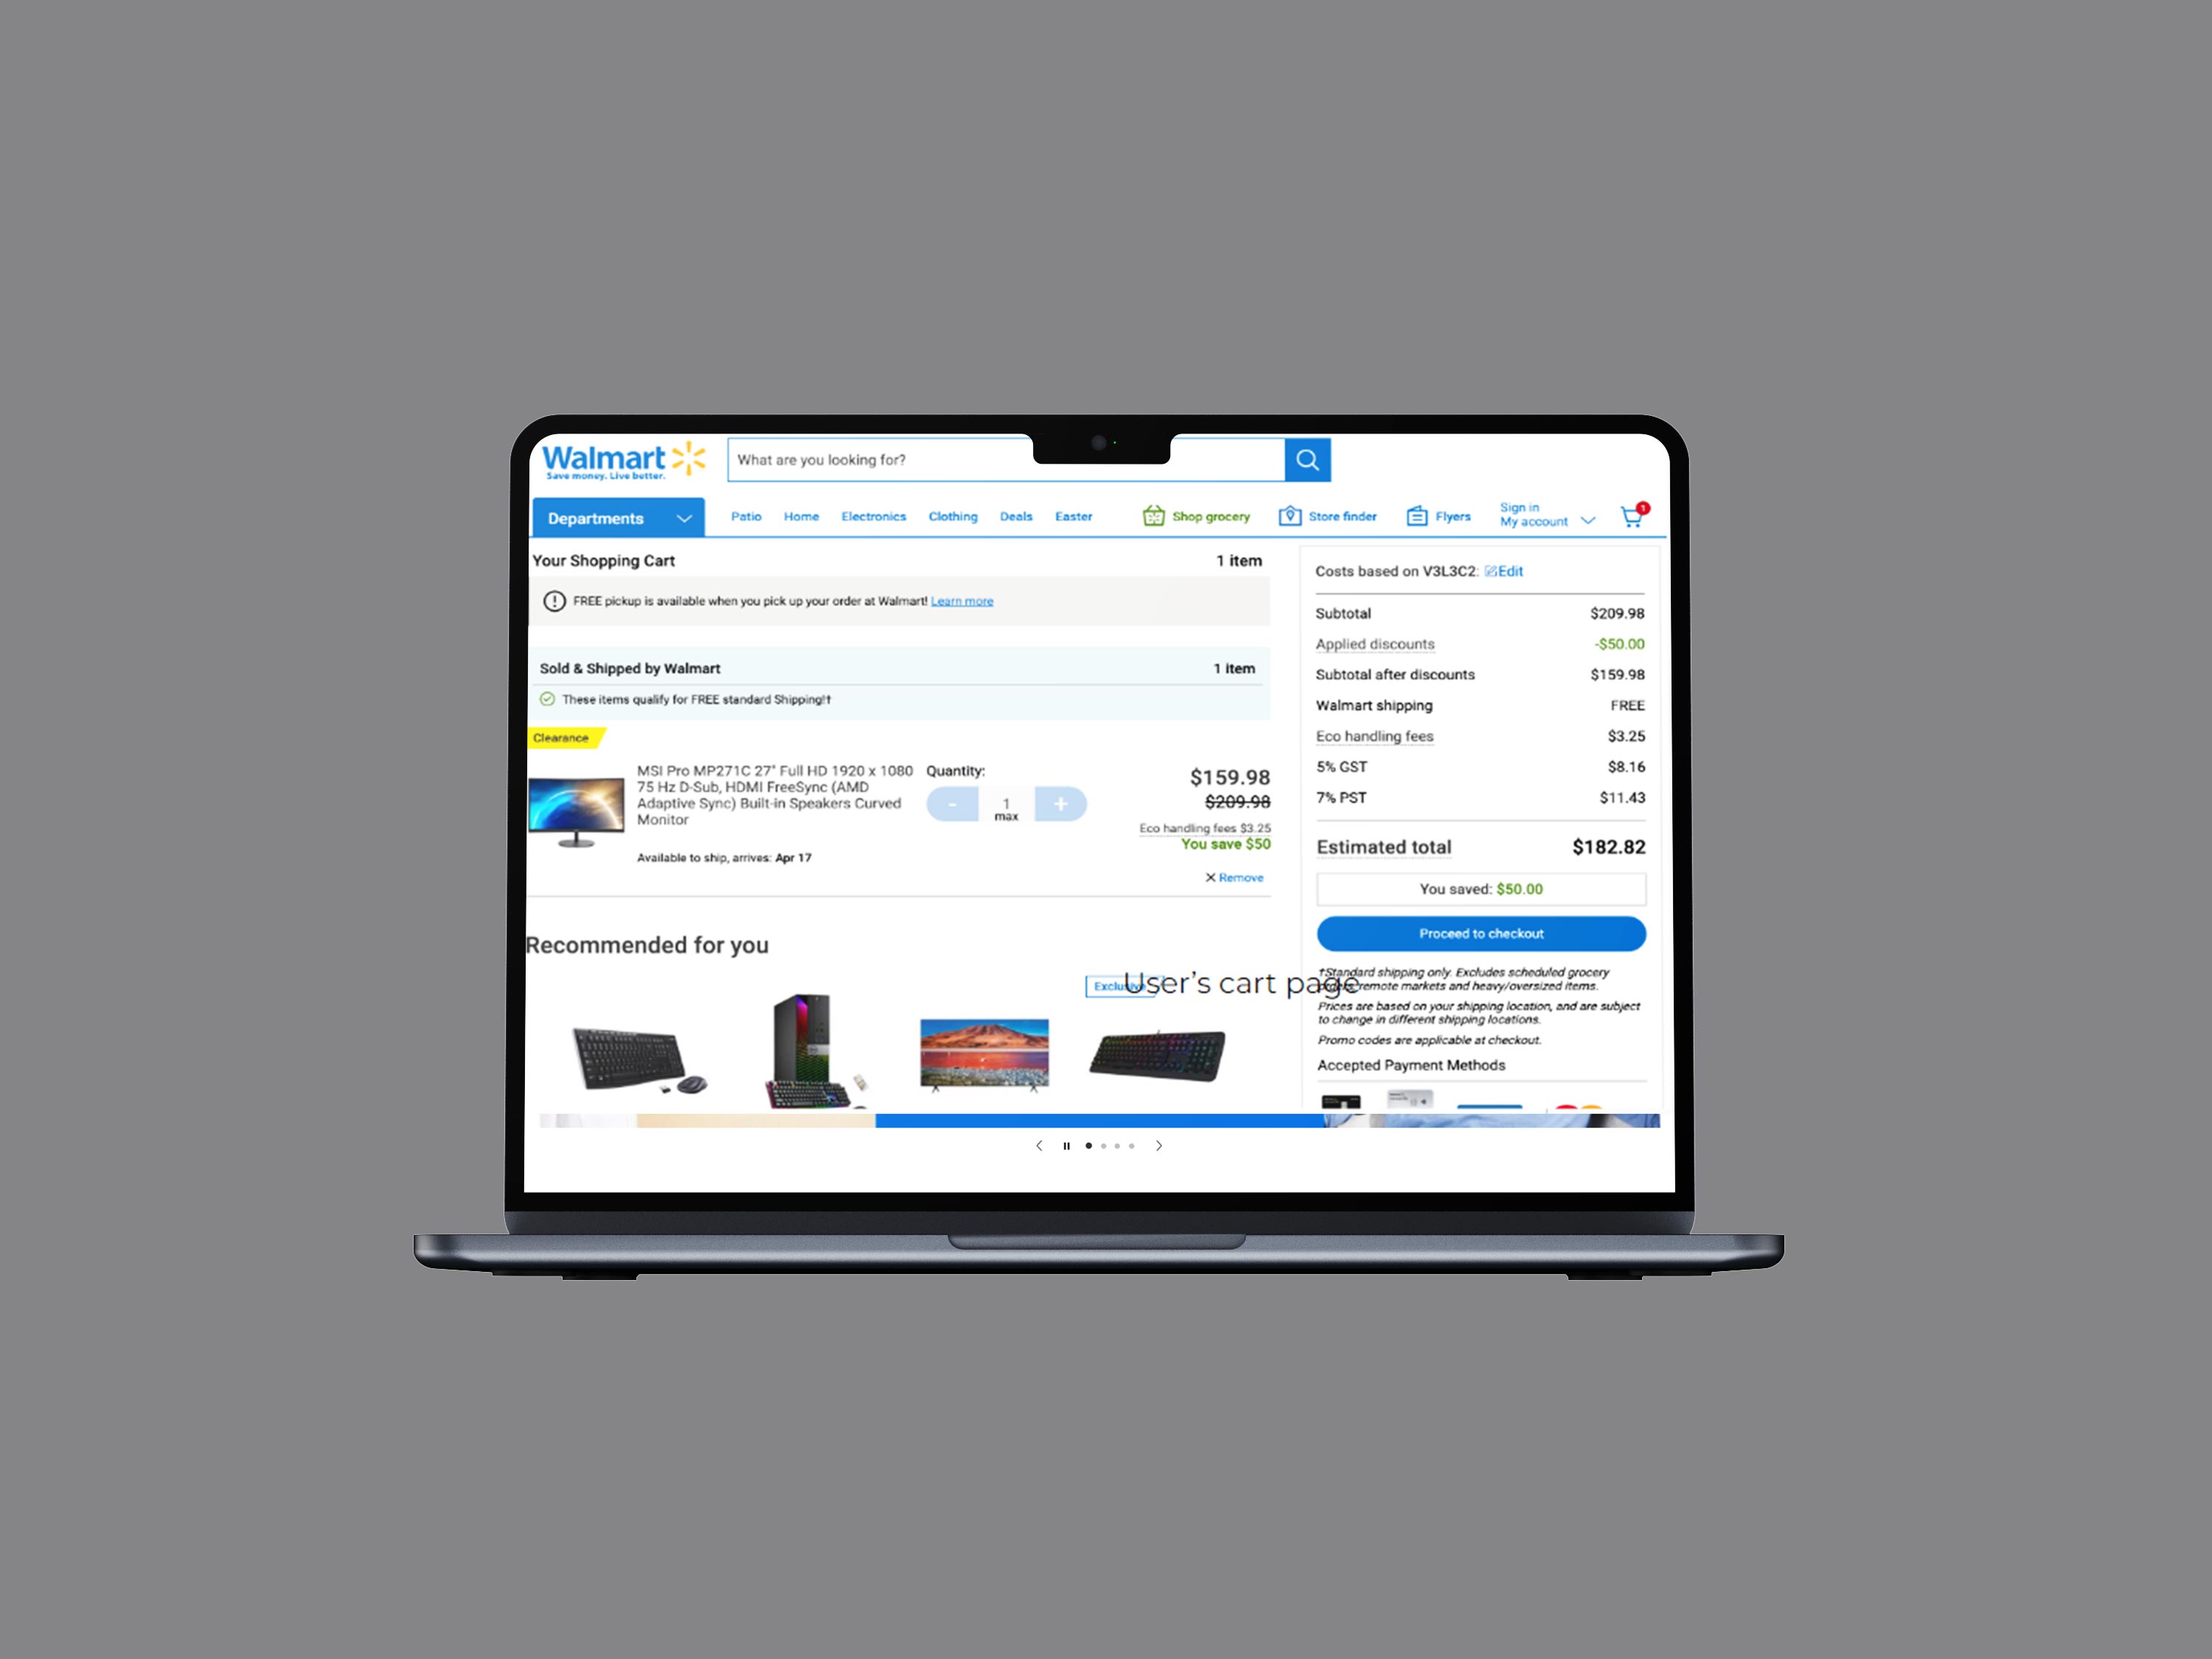 Walmart
Save money. Live better.
What are you looking for?
Departments
Patio
Home
Electronics
Clothing
Deals
Easter
Shop grocery
Store finder
Flyers
Sign in
My account
1
Your Shopping Cart
1 item
FREE pickup is available when you pick up your order at Walmart! Learn more
Sold & Shipped by Walmart
1 item
These items qualify for FREE standard Shipping!†
Clearance
MSI Pro MP271C 27" Full HD 1920 x 1080
75 Hz D-Sub, HDMI FreeSync (AMD
Adaptive Sync) Built-in Speakers Curved
Monitor
Available to ship, arrives: Apr 17
Quantity:
-
1
max
+
$159.98
$209.98
Eco handling fees $3.25
You save $50
Remove
Costs based on V3L3C2: Edit
Subtotal $209.98
Applied discounts -$50.00
Subtotal after discounts $159.98
Walmart shipping FREE
Eco handling fees $3.25
5% GST $8.16
7% PST $11.43
Estimated total $182.82
You saved: $50.00
Proceed to checkout
†Standard shipping only. Excludes scheduled grocery
remote markets and heavy/oversized items.
Prices are based on your shipping location, and are subject
to change in different shipping locations.
Promo codes are applicable at checkout.
Accepted Payment Methods
Recommended for you
User's cart page